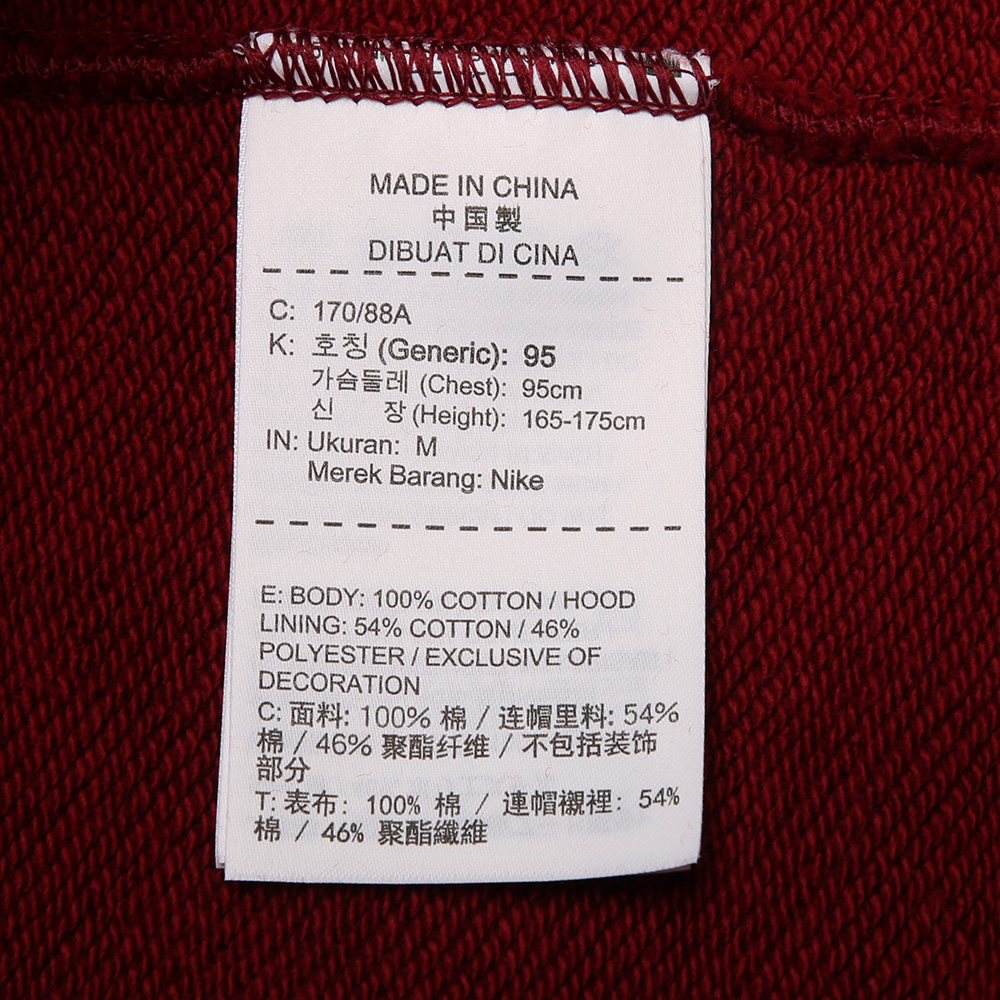 MADE IN CHINA
中国製
DIBUAT DI CINA
C: 170/88A
K: 호칭 (Generic): 95
가슴둘레 (Chest): 95cm
신 장 (Height): 165-175cm
IN: Ukuran: M
Merek Barang: Nike
E: BODY: 100% COTTON / HOOD
LINING: 54% COTTON / 46%
POLYESTER / EXCLUSIVE OF
DECORATION
C: 面料: 100% 棉 / 连帽里料: 54%
棉 / 46% 聚酯纤维 / 不包括装饰
部分
T: 表布: 100% 棉 / 連帽襯裡: 54%
棉 / 46% 聚酯纖維